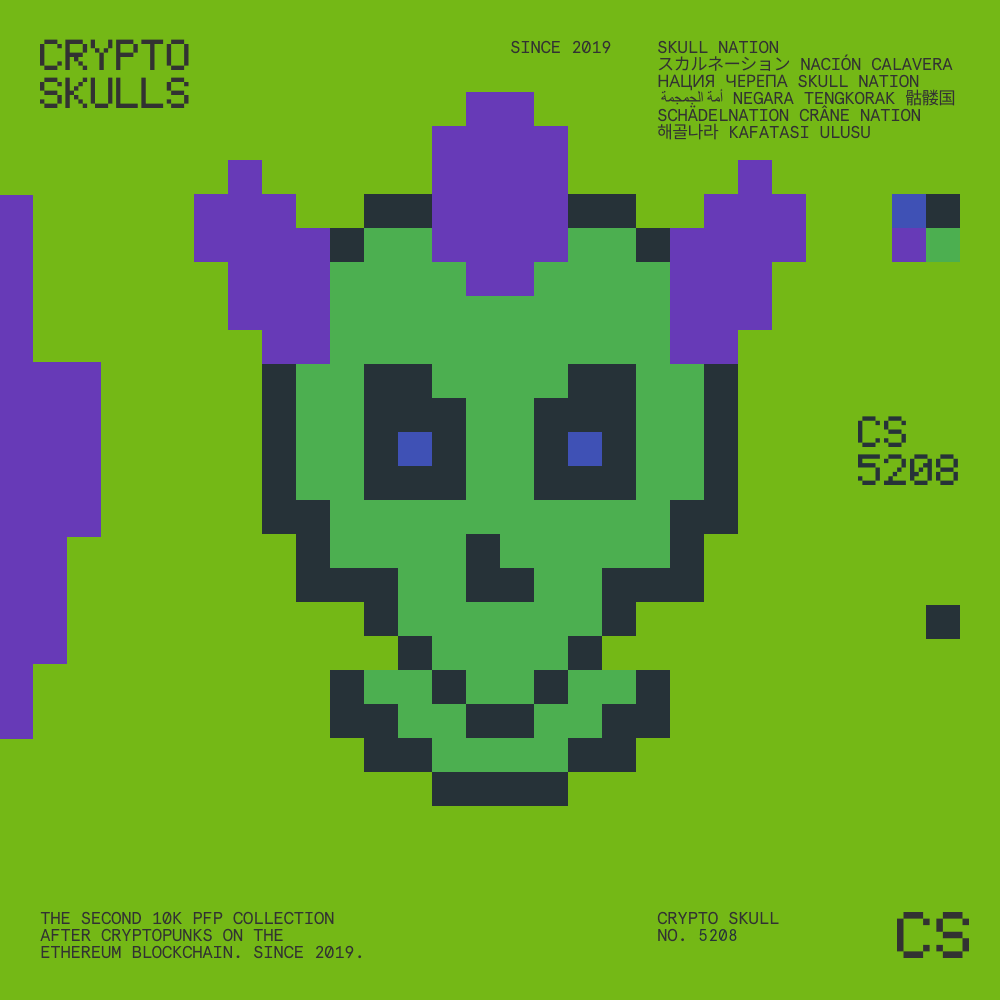 CRYPTO
SKULLS
SINCE 2019
SKULL NATION
スカルネーション NACIÓN CALAVERA
НАЦИЯ ЧЕРЕПА SKULL NATION
أمة الجمجمة NEGARA TENGKORAK 骷髅国
SCHÄDELNATION CRÂNE NATION
해골나라 KAFATASI ULUSU
CS
5208
THE SECOND 10K PFP COLLECTION
AFTER CRYPTOPUNKS ON THE
ETHEREUM BLOCKCHAIN. SINCE 2019.
CRYPTO SKULL
NO. 5208
CS